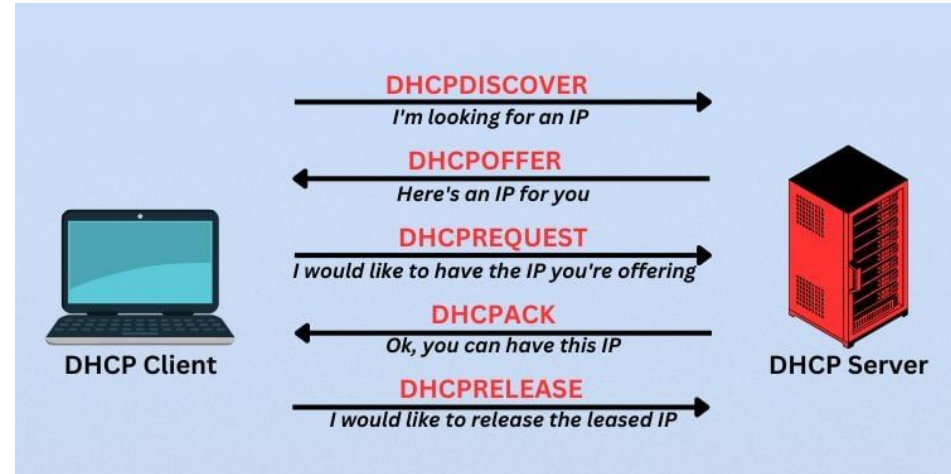 DHCPDISCOVER
I'm looking for an IP
DHCPOFFER
Here's an IP for you
DHCPREQUEST
I would like to have the IP you're offering
DHCPACK
Ok, you can have this IP
DHCP Client
DHCP Server
DHCPRELEASE
I would like to release the leased IP